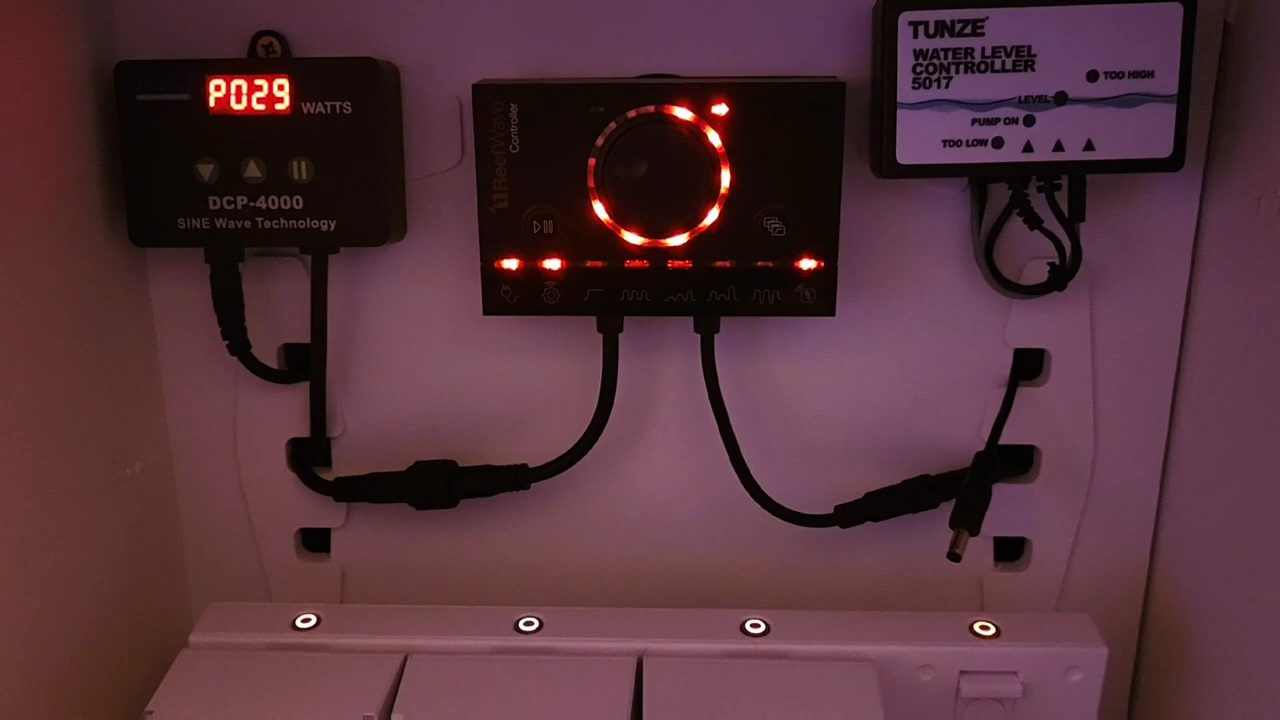 P029
WATTS
DCP-4000
SINE Wave Technology
ReefWave
Controller
TUNZE
WATER LEVEL
CONTROLLER
5017
TOO HIGH
LEVEL
PUMP ON
TOO LOW